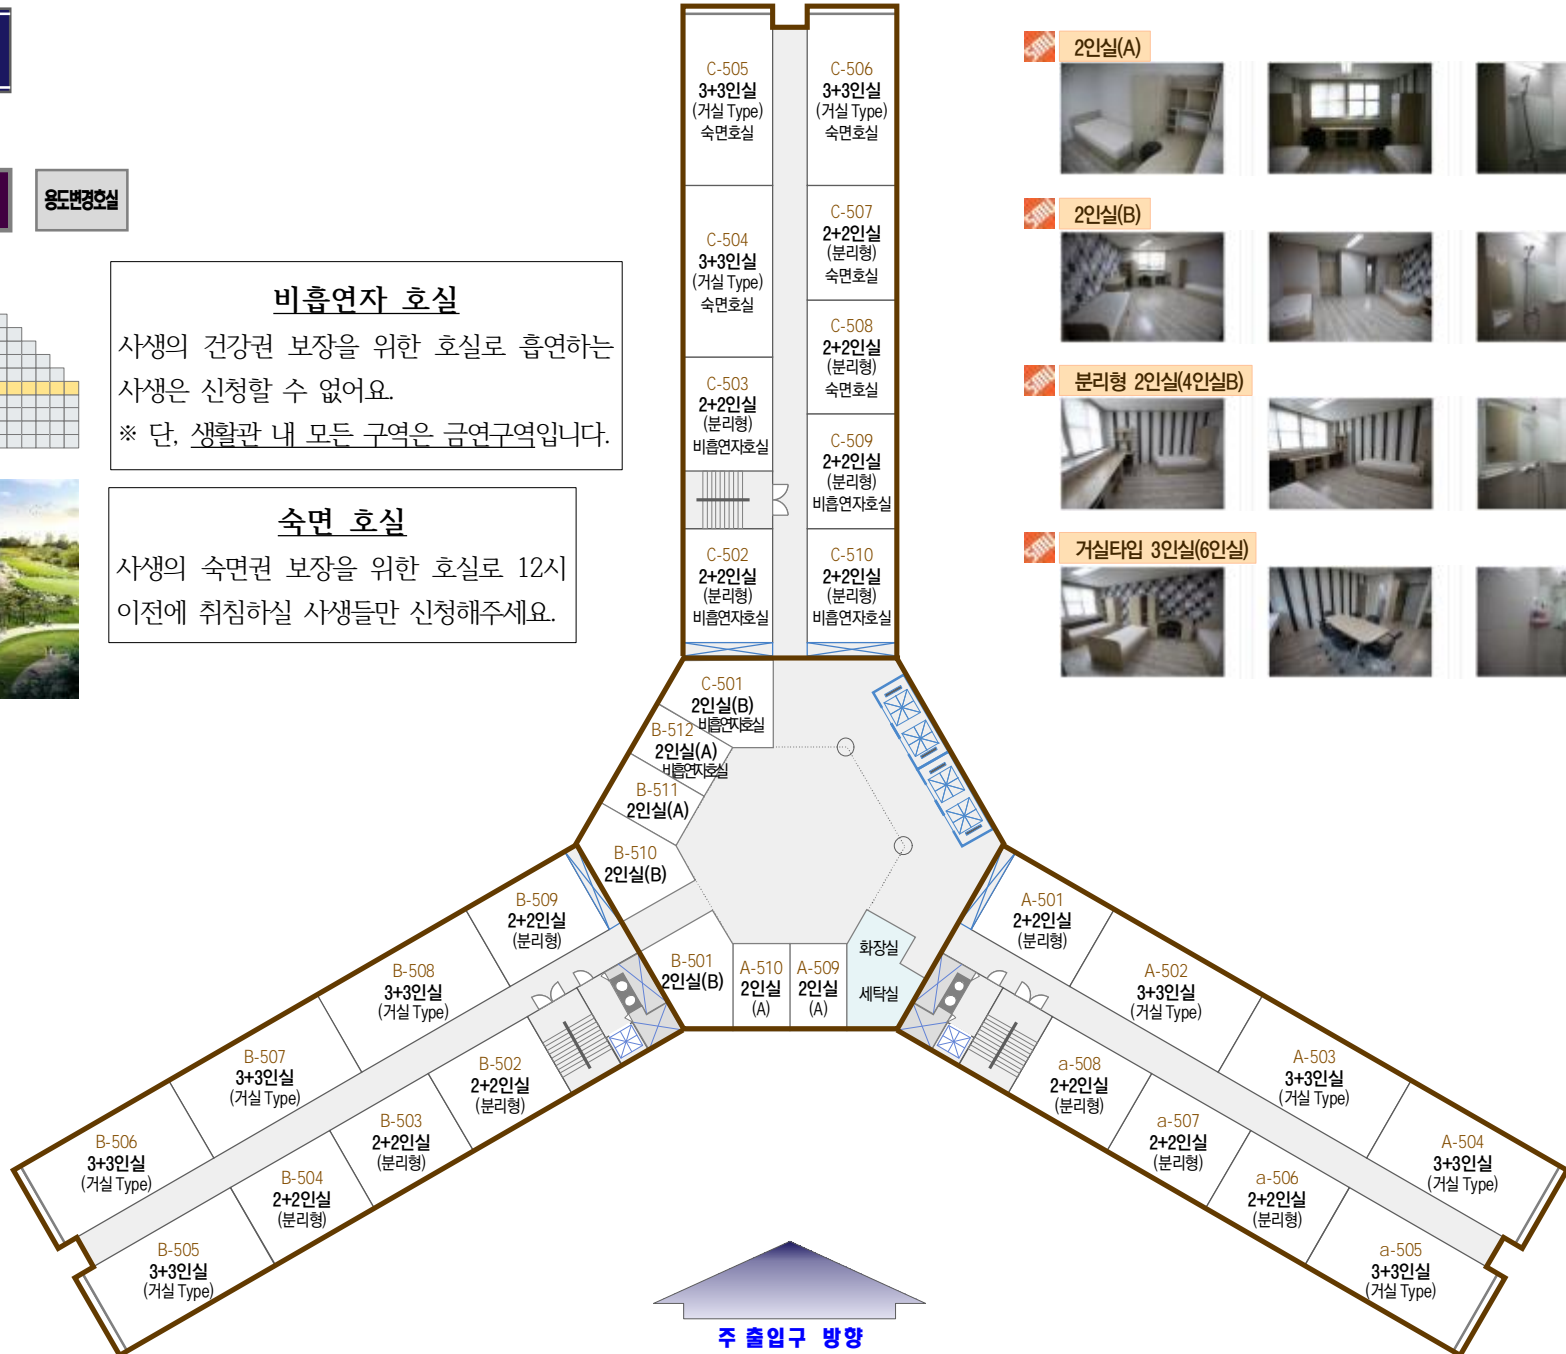 용도변경호실
비흡연자 호실
사생의 건강권 보장을 위한 호실로 흡연하는
사생은 신청할 수 없어요.
※ 단, 생활관 내 모든 구역은 금연구역입니다.
숙면 호실
사생의 숙면권 보장을 위한 호실로 12시
이전에 취침하실 사생들만 신청해주세요.
SMU 2인실(A)
SMU 2인실(B)
SMU 분리형 2인실(4인실B)
SMU 거실타입 3인실(6인실)
C-505
3+3인실
(거실 Type)
숙면호실
C-506
3+3인실
(거실 Type)
숙면호실
C-504
3+3인실
(거실 Type)
숙면호실
C-507
2+2인실
(분리형)
숙면호실
C-508
2+2인실
(분리형)
숙면호실
C-503
2+2인실
(분리형)
비흡연자호실
C-509
2+2인실
(분리형)
비흡연자호실
C-502
2+2인실
(분리형)
비흡연자호실
C-510
2+2인실
(분리형)
비흡연자호실
C-501
2인실(B)
비흡연자호실
B-512
2인실(A)
비흡연자호실
B-511
2인실(A)
B-510
2인실(B)
B-509
2+2인실
(분리형)
B-508
3+3인실
(거실 Type)
B-507
3+3인실
(거실 Type)
B-506
3+3인실
(거실 Type)
B-505
3+3인실
(거실 Type)
B-504
2+2인실
(분리형)
B-503
2+2인실
(분리형)
B-502
2+2인실
(분리형)
B-501
2인실(B)
A-510
2인실
(A)
A-509
2인실
(A)
화장실
세탁실
A-501
2+2인실
(분리형)
A-502
3+3인실
(거실 Type)
A-503
3+3인실
(거실 Type)
A-504
3+3인실
(거실 Type)
a-508
2+2인실
(분리형)
a-507
2+2인실
(분리형)
a-506
2+2인실
(분리형)
a-505
3+3인실
(거실 Type)
주 출입구 방향